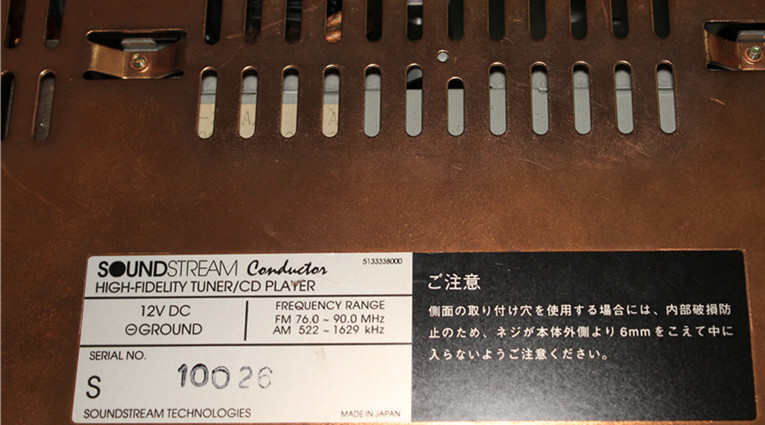 SOUNDSTREAM Conductor 5133338000
HIGH-FIDELITY TUNER/CD PLAYER
12V DC
⊖GROUND
FREQUENCY RANGE
FM 76.0 ~ 90.0 MHz
AM 522 ~ 1629 kHz
SERIAL NO.
S 10026
SOUNDSTREAM TECHNOLOGIES MADE IN JAPAN
ご注意
側面の取り付け穴を使用する場合には、内部破損防
止のため、ネジが本体外側より6mmをこえて中に
入らないようご注意ください。